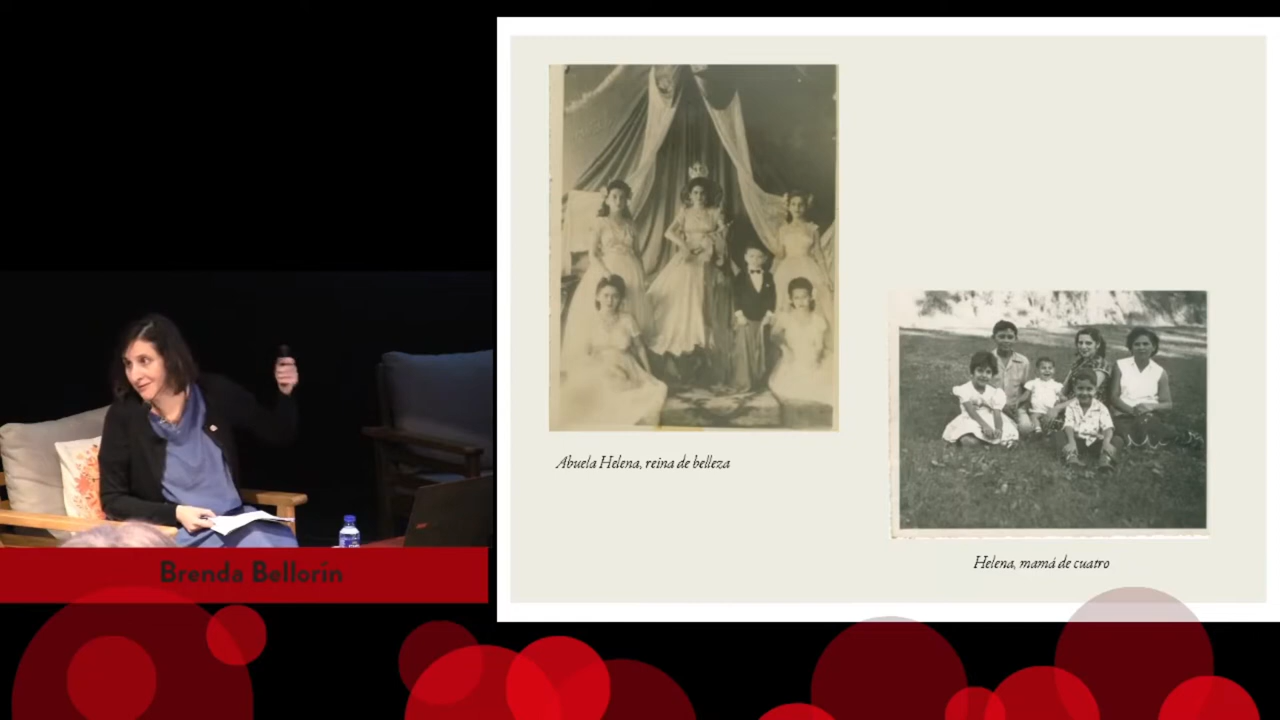 Abuela Helena, reina de belleza
Helena, mamá de cuatro
Brenda Bellorín